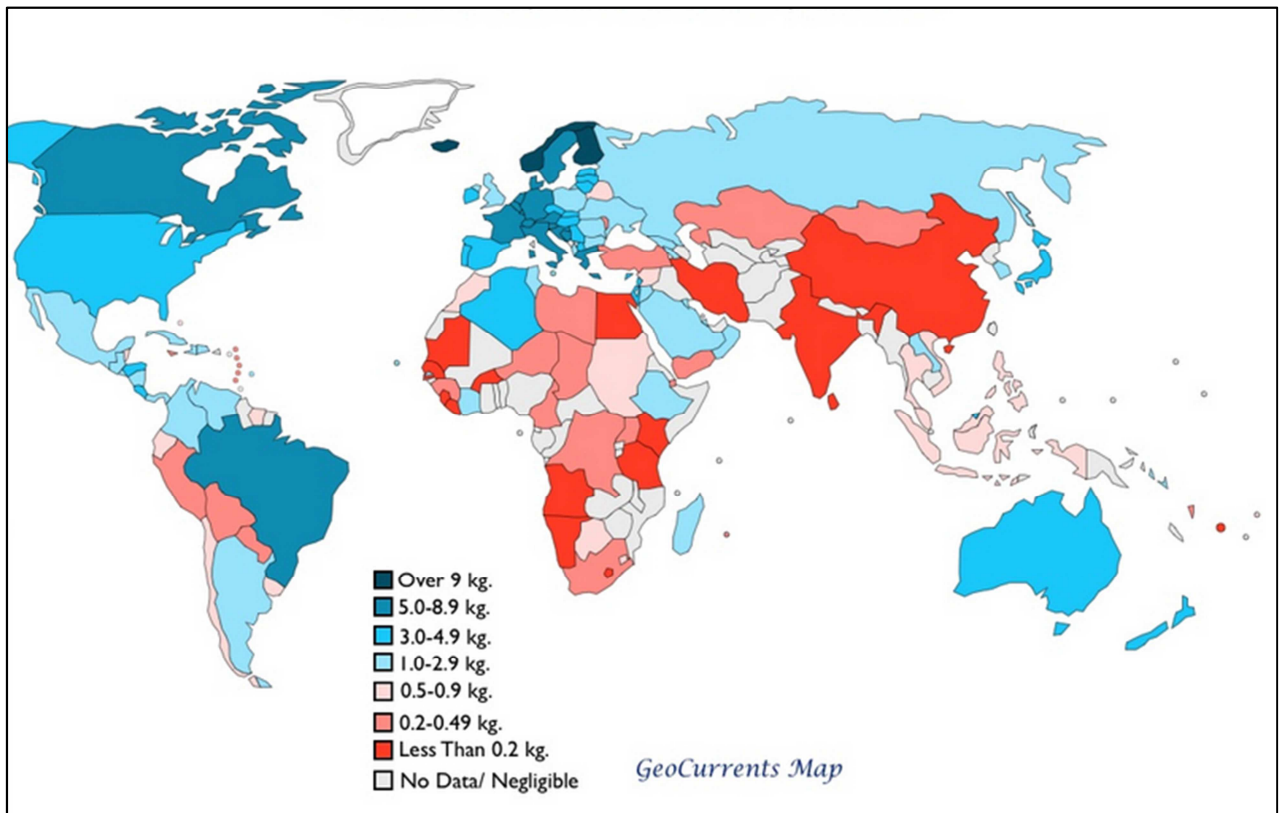 Over 9 kg.
5.0-8.9 kg.
3.0-4.9 kg.
1.0-2.9 kg.
0.5-0.9 kg.
0.2-0.49 kg.
Less Than 0.2 kg.
No Data/ Negligible
GeoCurrents Map